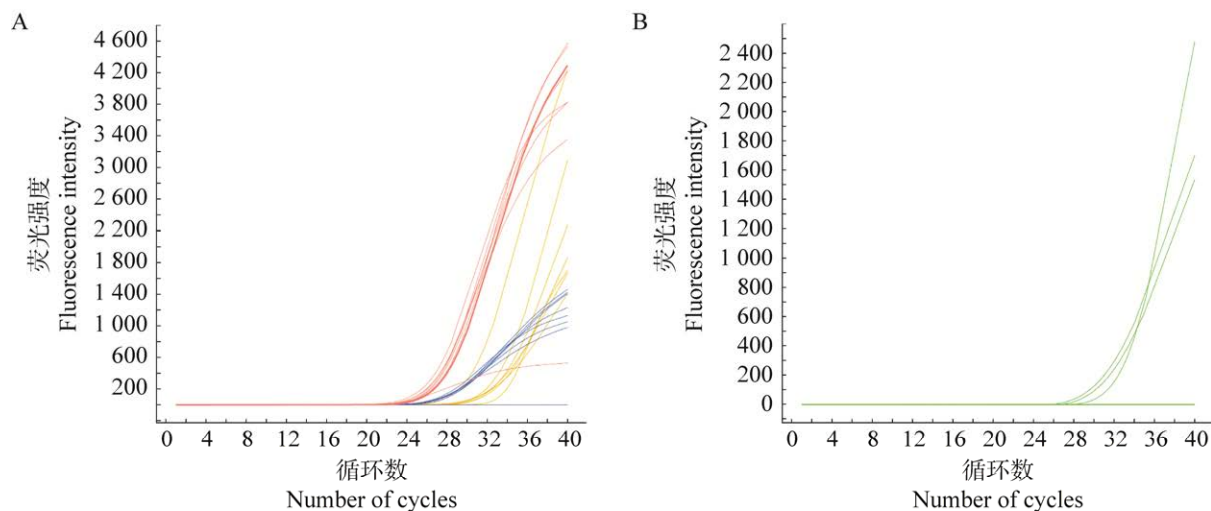 A
荧光强度
Fluorescence intensity
4 600
4 200
3 800
3 400
3 000
2 600
2 200
1 800
1 400
1 000
600
200
0 4 8 12 16 20 24 28 32 36 40
循环数
Number of cycles
B
荧光强度
Fluorescence intensity
2 400
2 200
2 000
1 800
1 600
1 400
1 200
1 000
800
600
400
200
0
0 4 8 12 16 20 24 28 32 36 40
循环数
Number of cycles